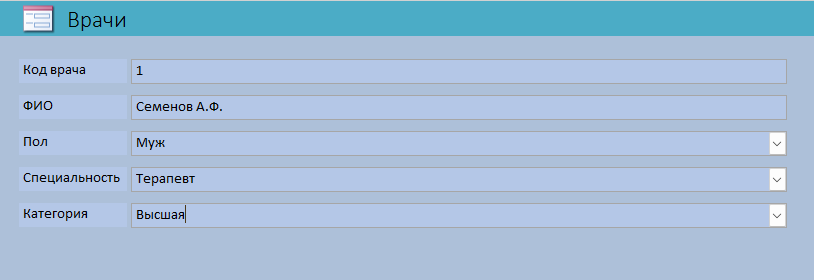 Врачи
Код врача 1
ФИО Семенов А.Ф.
Пол Муж
Специальность Терапевт
Категория Высшая